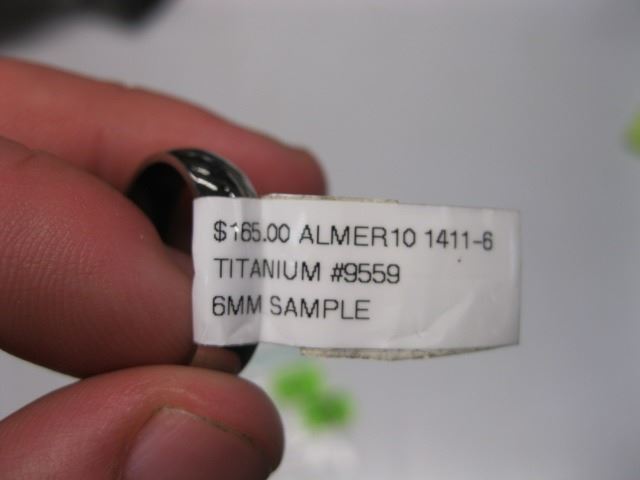 $165.00 ALMER10 1411-6
TITANIUM #9559
6MM SAMPLE